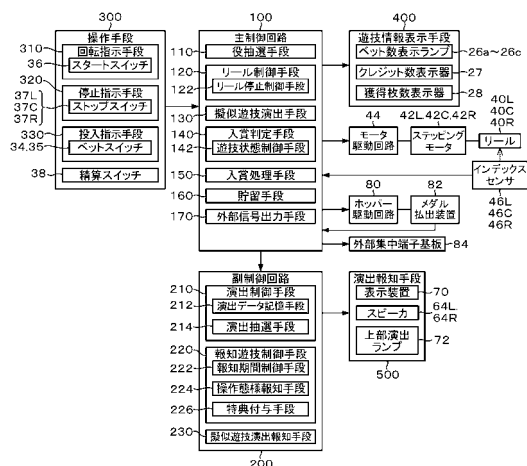 300
操作手段
310
回転指示手段
36
スタートスイッチ
320
停止指示手段
37L
37C
37R
ストップスイッチ
330
投入指示手段
34,35
ベットスイッチ
38
精算スイッチ
100
主制御回路
110
役抽選手段
120
リール制御手段
122
リール停止制御手段
130
擬似遊技演出手段
140
入賞判定手段
142
遊技状態制御手段
150
入賞処理手段
160
貯留手段
170
外部信号出力手段
400
遊技情報表示手段
ベット数表示ランプ
26a~26c
クレジット数表示器
27
獲得枚数表示器
28
44
モータ
駆動回路
42L,42C,42R
ステッピング
モータ
40L
40C
40R
リール
インデックス
センサ
46L
46C
46R
80
ホッパー
駆動回路
82
メダル
払出装置
外部集中端子基板
84
副制御回路
210
演出制御手段
212
演出データ記憶手段
214
演出抽選手段
220
報知遊技制御手段
222
報知期間制御手段
224
操作態様報知手段
226
特典付与手段
230
擬似遊技演出報知手段
200
演出報知手段
表示装置
70
スピーカ
64L
64R
上部演出
ランプ
72
500